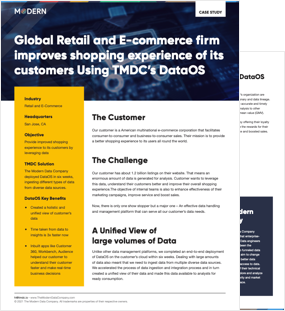 MODERN
CASE STUDY
Global Retail and E-commerce firm
improves shopping experience of its
customers Using TMDC's DataOS
Industry
Retail and E-Commerce
Headquarters
San Jose, CA
Objective
Provide improved shopping
experience to its customers by
leveraging data
TMDC Solution
The Modern Data Company
deployed DataOS in six weeks,
ingesting different types of data
from diverse data sources
DataOS Key Benefits
Creates a holistic and
unified view of customer's
data
Time taken from data to
insights is 4x faster now
Inbuilt apps like Customer
360, Workbench, Audience
helped our customer to
understand their customer
faster and make real-time
business decisions.
The Customer
Our customer is a American multinational e-commerce corporation that facilitates
consumer-to-consumer and business-to-consumer sales. Their mission is to provide
a better shopping experience to its users all round the world.
The Challenge
Our customer has about 1.3 billion listings on their website. That means an
enormous amount of data is generated for analysis. Customer wants to leverage
this data, understand their customers better and improve their overall shopping
experience. The objective of internal teams is also to enhance effectiveness of their
marketing campaigns, improve service and boost sales.
Now, there is only one show stopper but a major one – An effective data handling
and management platform that can serve all our customer's data needs.
A Unified View of
large volumes of Data
Unlike other data management platforms, we completed an end-to-end deployment
of DataOS on the customer's cloud within six weeks. Dealing with large amounts
of data also meant that we need to ingest data from multiple diverse data sources.
We accelerated the process of data migration and ingestion process and in turn
created a unified view of their data and made this data available to analysts for
ready consumption.
DataOS